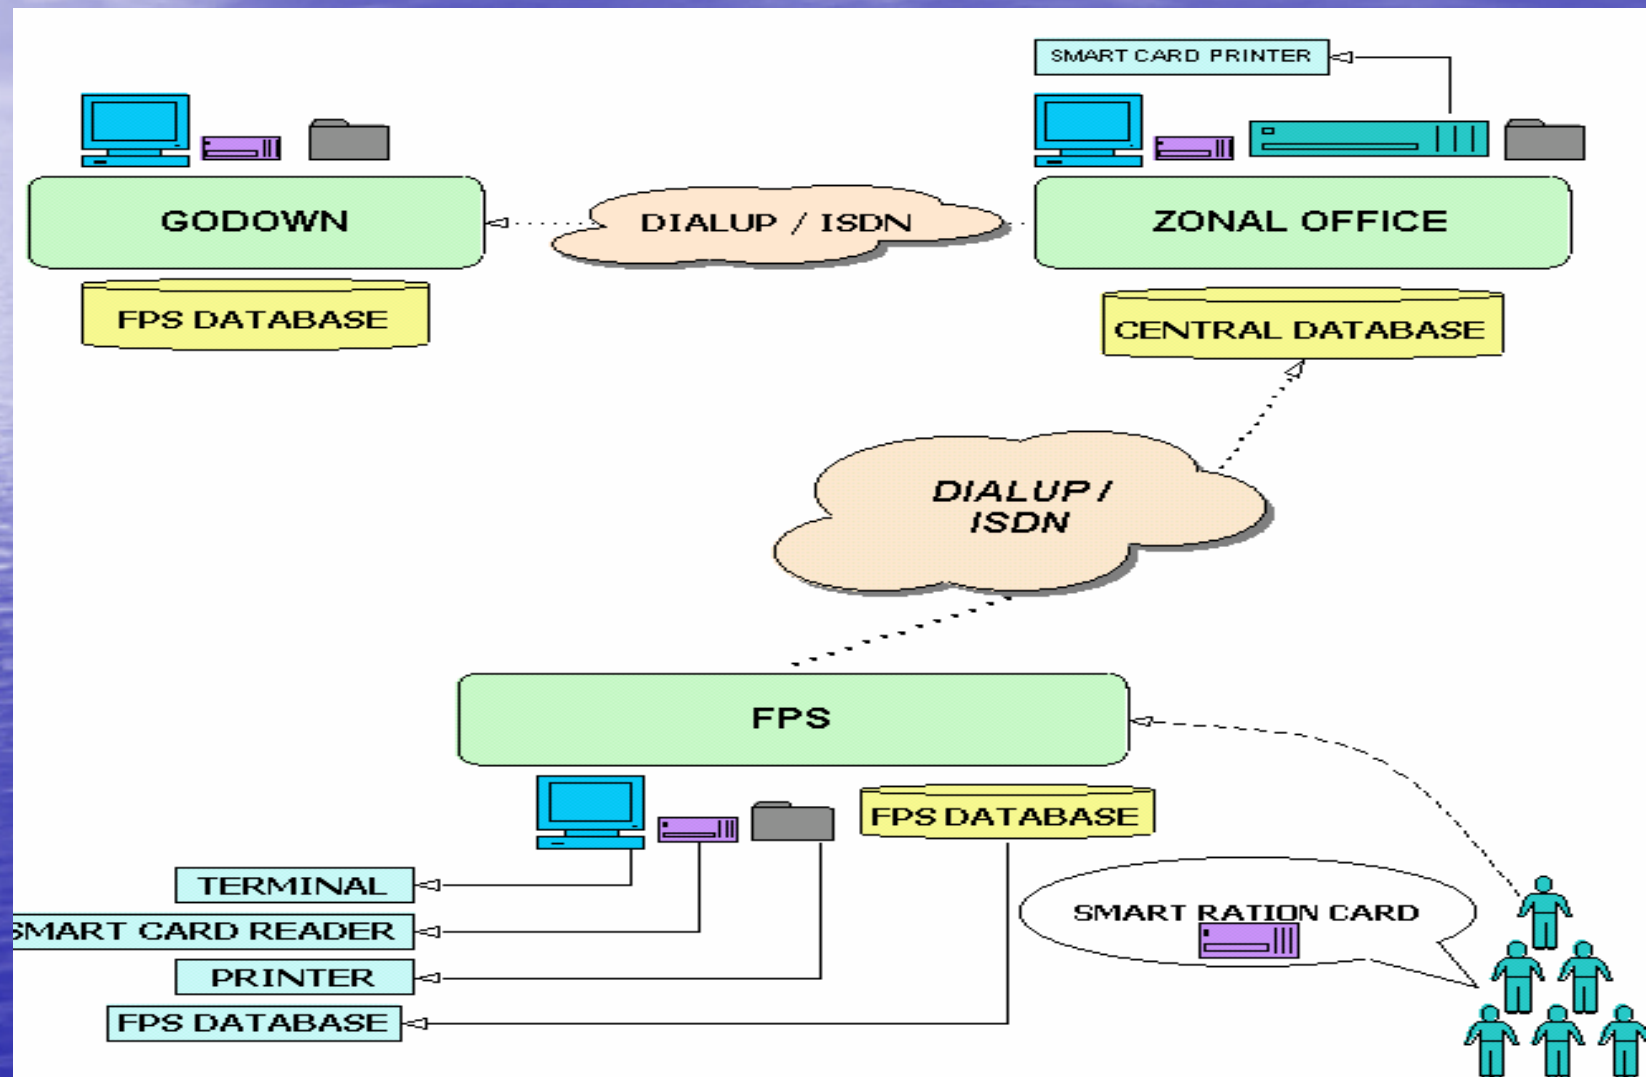 SMART CARD PRINTER
GODOWN
DIALUP / ISDN
ZONAL OFFICE
FPS DATABASE
CENTRAL DATABASE
DIALUP /
ISDN
FPS
FPS DATABASE
TERMINAL
SMART CARD READER
PRINTER
FPS DATABASE
SMART RATION CARD